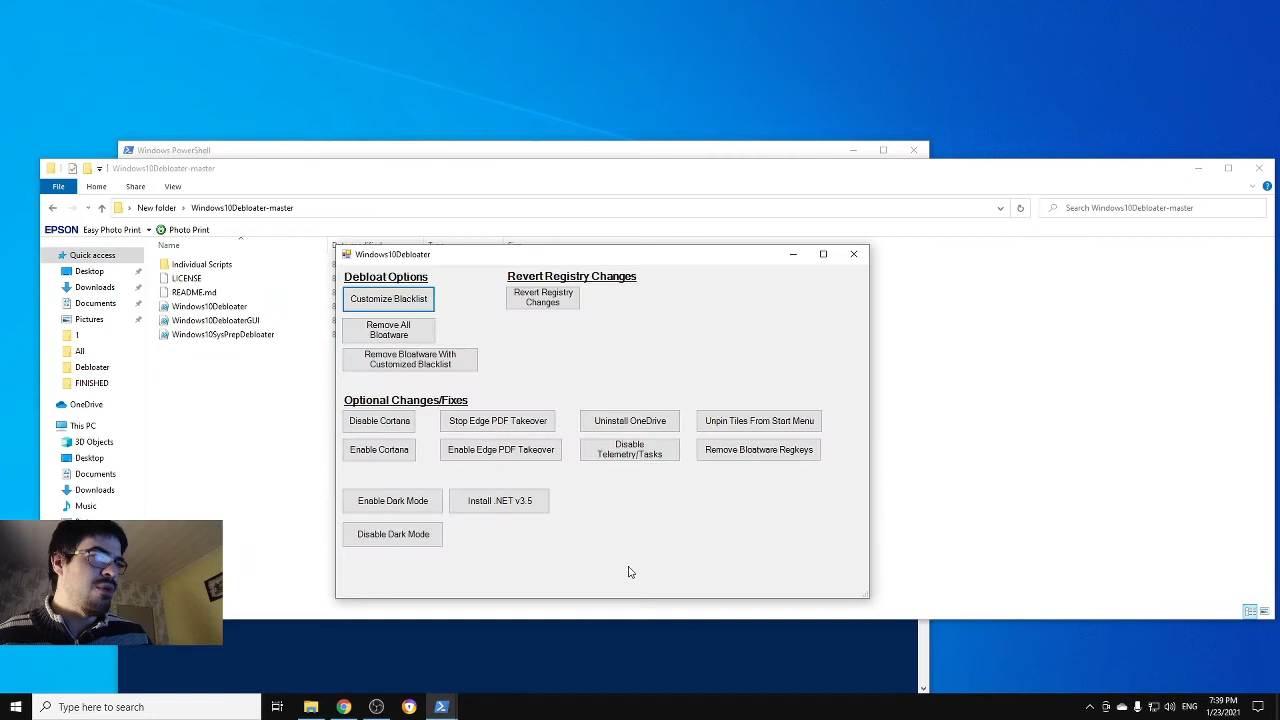 Windows PowerShell
Windows10Debloater-master
File Home Share View
New folder Windows10Debloater-master
Search Windows10Debloater-master
EPSON Easy Photo Print Photo Print
Quick access
Desktop
Downloads
Documents
Pictures
1
All
Debloater
FINISHED
OneDrive
This PC
3D Objects
Desktop
Documents
Downloads
Music
Name
Individual Scripts
LICENSE
README.md
Windows10Debloater
Windows10DebloaterGUI
Windows10SysPrepDebloater
Windows10Debloater
Debloat Options
Customize Blacklist
Remove All
Bloatware
Remove Bloatware With
Customized Blacklist
Revert Registry Changes
Revert Registry
Changes
Optional Changes/Fixes
Disable Cortana
Stop Edge PDF Takeover
Uninstall OneDrive
Unpin Tiles From Start Menu
Enable Cortana
Enable Edge PDF Takeover
Disable
Telemetry/Tasks
Remove Bloatware Regkeys
Enable Dark Mode
Install .NET v3.5
Disable Dark Mode
Type here to search
ENG
7:39 PM
1/23/2021